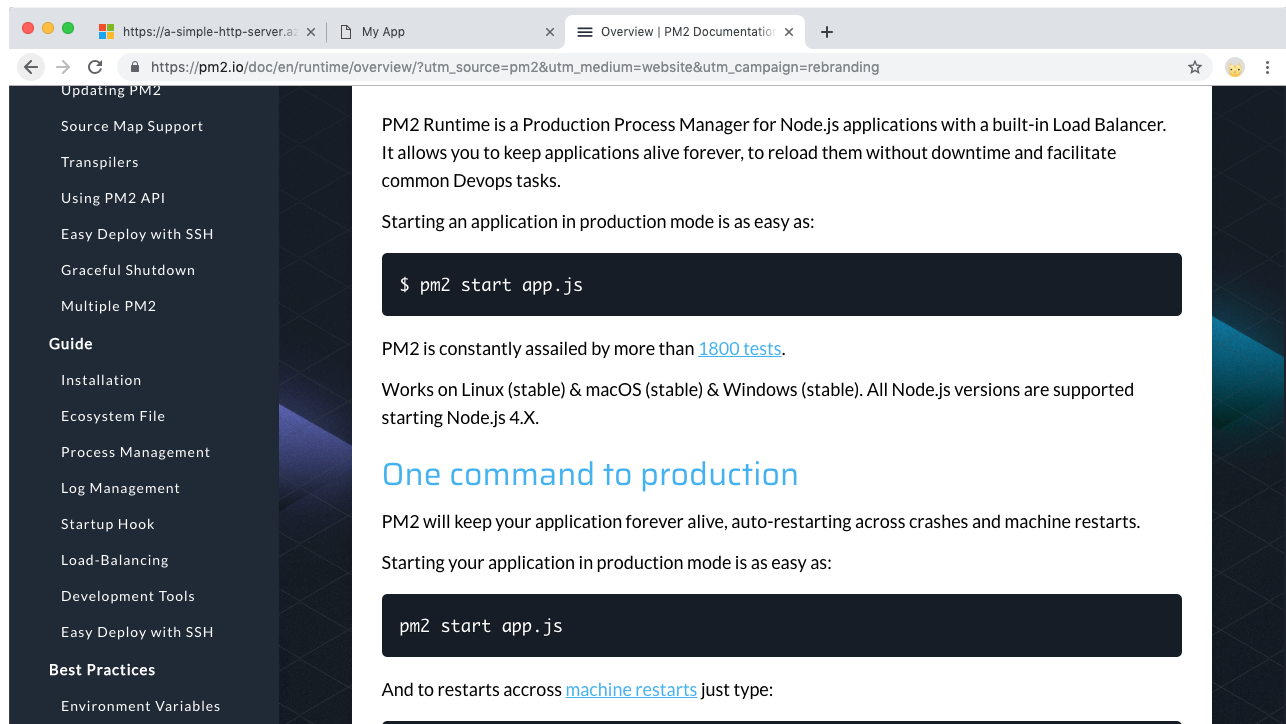 https://a-simple-http-server.az
My App
Overview | PM2 Documentation
https://pm2.io/doc/en/runtime/overview/?utm_source=pm2&utm_medium=website&utm_campaign=rebranding
Updating PM2
Source Map Support
Transpilers
Using PM2 API
Easy Deploy with SSH
Graceful Shutdown
Multiple PM2
Guide
Installation
Ecosystem File
Process Management
Log Management
Startup Hook
Load-Balancing
Development Tools
Easy Deploy with SSH
Best Practices
Environment Variables
PM2 Runtime is a Production Process Manager for Node.js applications with a built-in Load Balancer.
It allows you to keep applications alive forever, to reload them without downtime and facilitate
common Devops tasks.
Starting an application in production mode is as easy as:
$ pm2 start app.js
PM2 is constantly assailed by more than 1800 tests.
Works on Linux (stable) & macOS (stable) & Windows (stable). All Node.js versions are supported
starting Node.js 4.X.
One command to production
PM2 will keep your application forever alive, auto-restarting across crashes and machine restarts.
Starting your application in production mode is as easy as:
pm2 start app.js
And to restarts accross machine restarts just type: